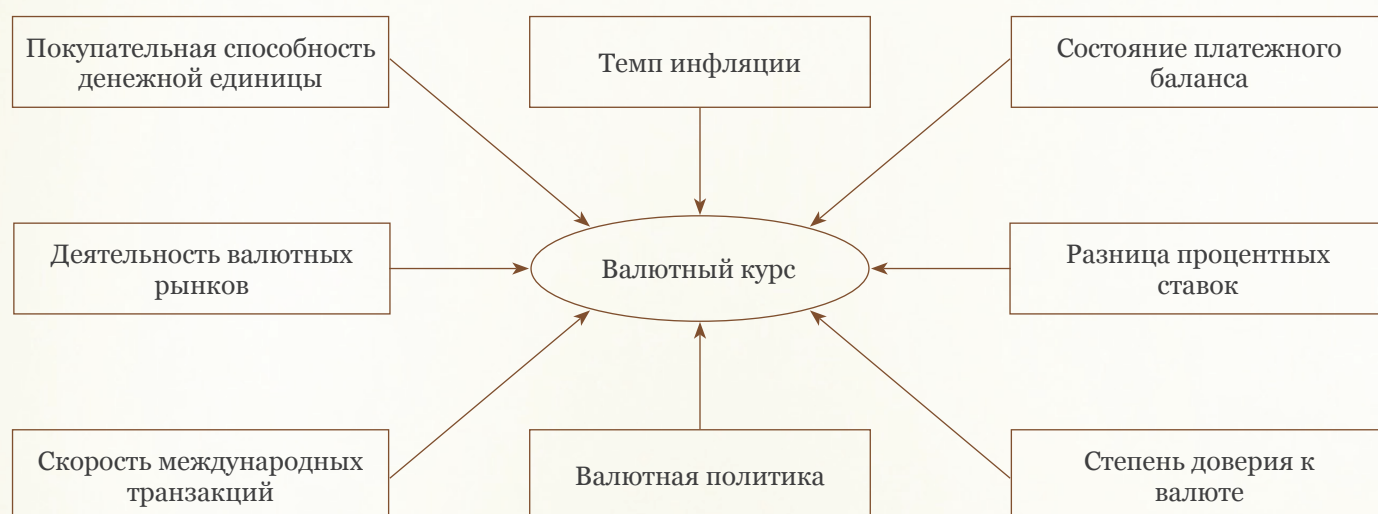 Покупательная способность
денежной единицы
Темп инфляции
Состояние платежного
баланса
Деятельность валютных
рынков
Валютный курс
Разница процентных
ставок
Скорость международных
транзакций
Валютная политика
Степень доверия к
валюте